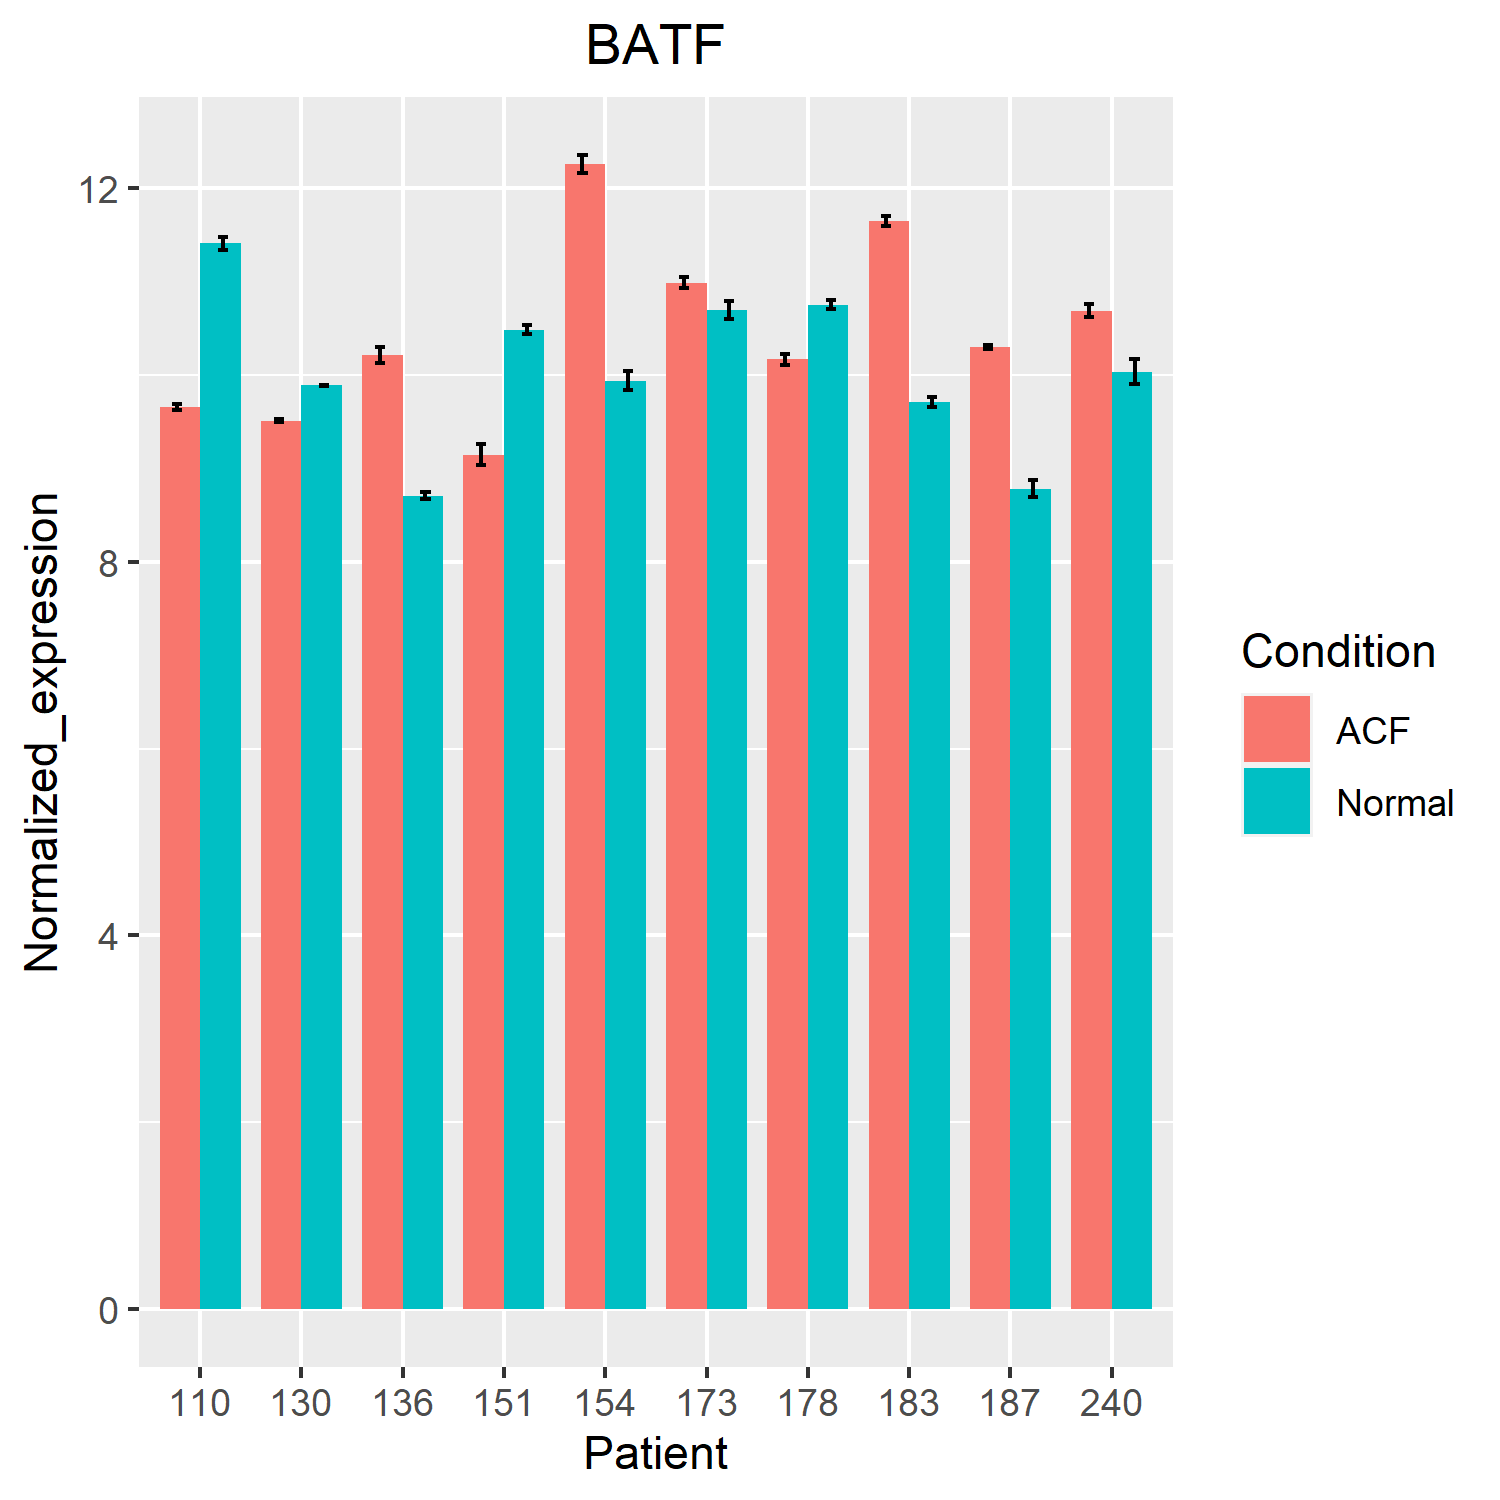 BATF
Normalized_expression
12
8
4
0
110 130 136 151 154 173 178 183 187 240
Patient
Condition
ACF
Normal